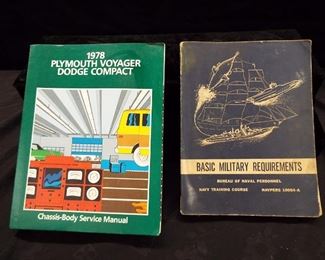 1978
PLYMOUTH VOYAGER
DODGE COMPACT
Chassis-Body Service Manual
BASIC MILITARY REQUIREMENTS
BUREAU OF NAVAL PERSONNEL
NAVY TRAINING COURSE NAVPERS 10054-A